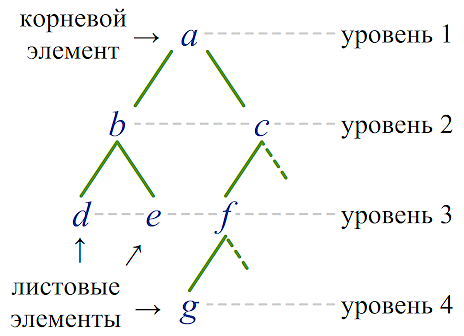 корневой
элемент → a уровень 1
b c уровень 2
d e f уровень 3
листовые
элементы → g уровень 4